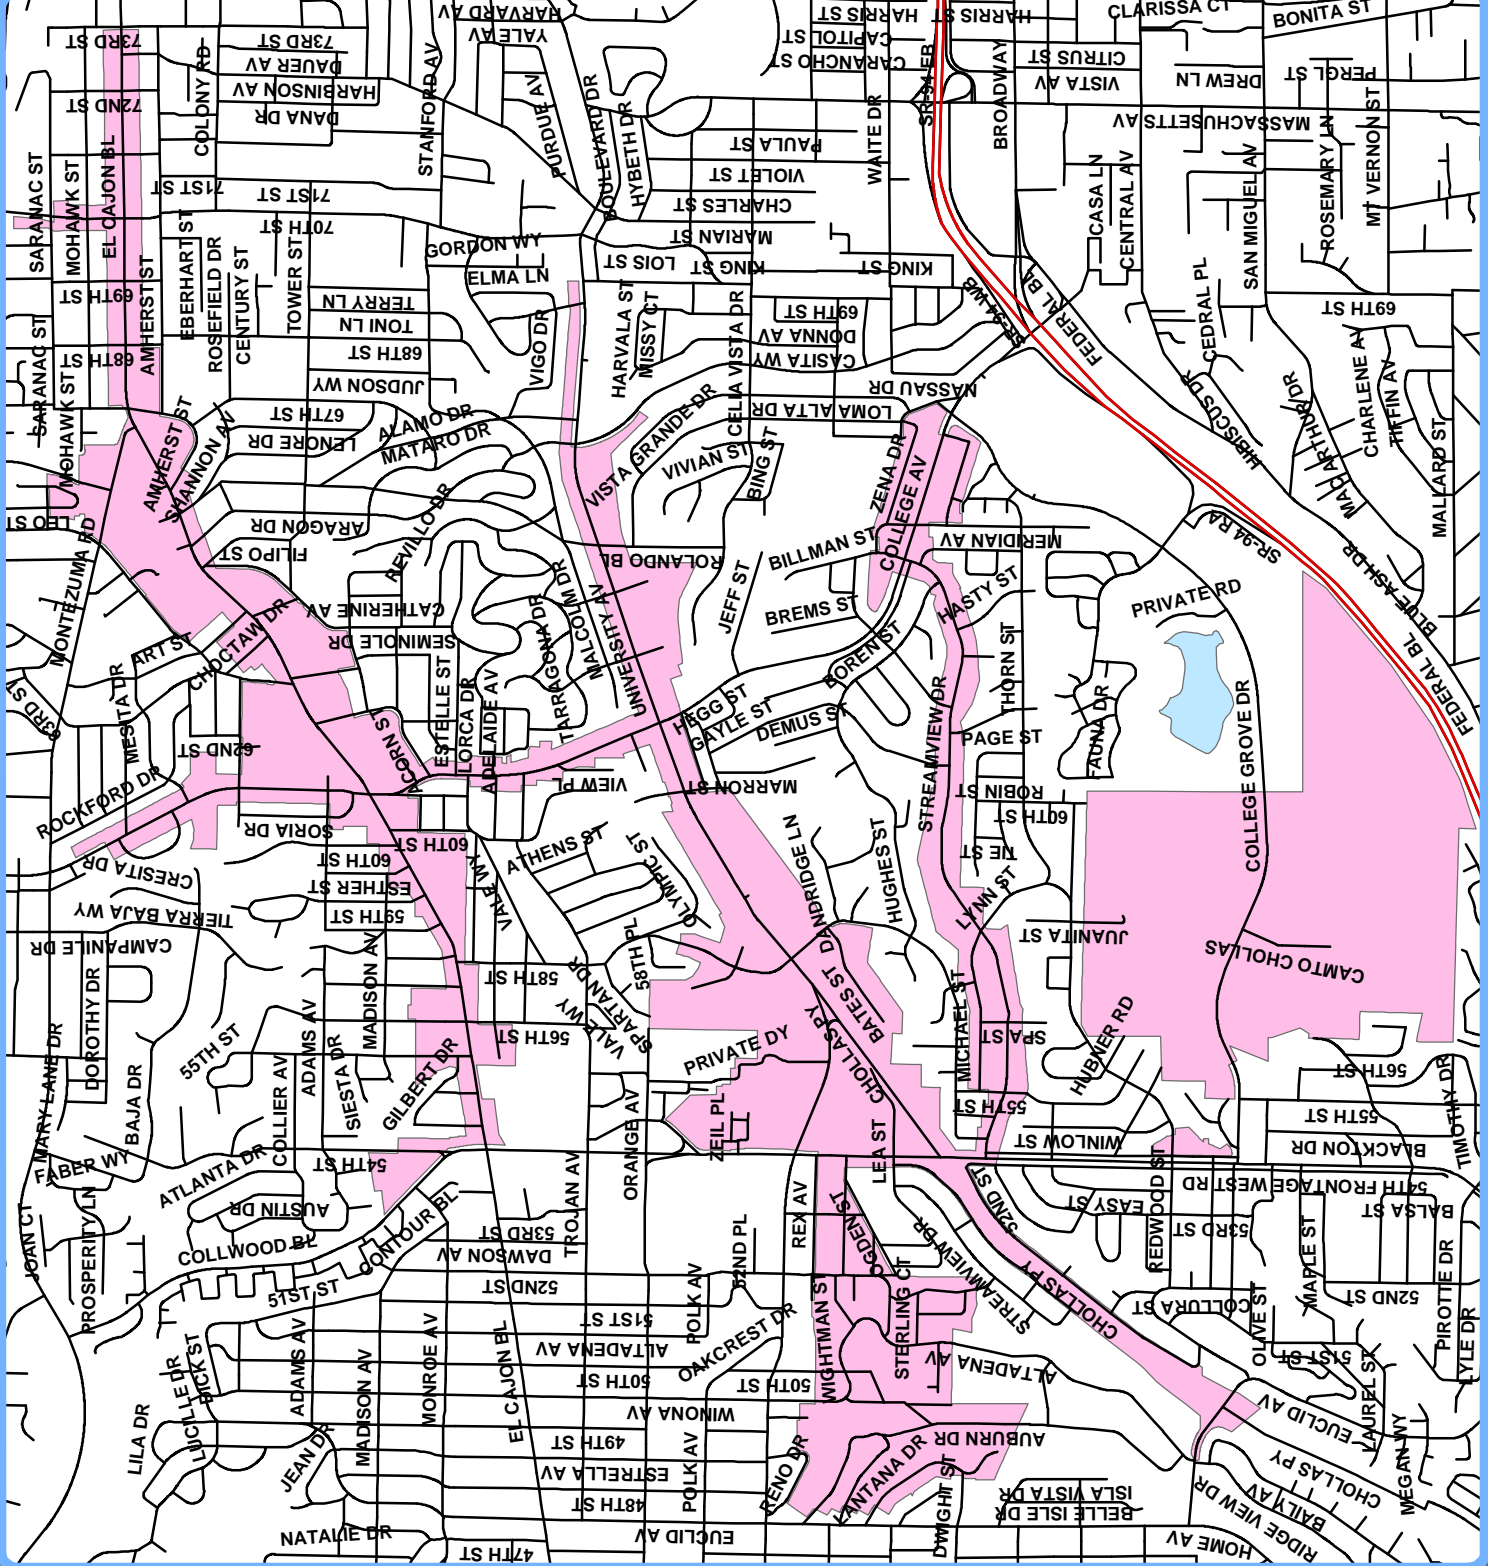 HARVARD AV
HARRIS ST
HARRIS ST
CLARISSA CT
BONITA ST
73RD ST
73RD ST
YALE AV
CAPITOL ST
CITRUS ST
DAUER AV
COLONY RD
STANFORD AV
CARANCHO ST
SR-94 EB
BROADWAY
VISTA AV
DREW LN
PERGL ST
HARBINSON AV
72ND ST
DANA DR
PURDUE AV
BOULEVARD DR
HYBETH DR
WAITE DR
MASSACHUSETTS AV
MT VERNON ST
ROSEMARY LN
PAULA ST
EL CAJON BL
SARANAC ST
MOHAWK ST
71ST ST
71ST ST
VIOLET ST
CASA LN
CENTRAL AV
SAN MIGUEL AV
CHARLES ST
70TH ST
EBERHART ST
ROSEFIELD DR
CENTURY ST
TOWER ST
GORDON WY
MARIAN ST
LOIS ST
KING ST
KING ST
ELMA LN
AMHERST ST
69TH ST
TERRY LN
SR-94 WB
FEDERAL BL
CEDRAL PL
69TH ST
69TH ST
TONI LN
VIGO DR
HARVALA ST
MISSY CT
CELIA VISTA DR
DONNA AV
68TH ST
68TH ST
CASITA WY
JUDSON WY
NASSAU DR
HIBISCUS DR
MACARTHUR DR
CHARLENE AV
TIFFIN AV
SARANAC ST
MOHAWK ST
AMHERST ST
SHANNON AV
67TH ST
LENORE DR
ALAMO DR
MATARO DR
LOMA ALTA DR
VISTA GRANDE DR
VIVIAN ST
BING ST
ZENA DR
COLLEGE AV
MALLARD ST
LEO ST
ARAGON DR
REVILLO DR
FILIPO ST
ROLANDO BL
BILLMAN ST
MERIDIAN AV
SR-94 RA
BLUE ASH DR
MONTEZUMA RD
CATHERINE AV
SEMINOLE DR
JEFF ST
BREMS ST
HASTY ST
PRIVATE RD
TARRAGONA DR
MALCOLM DR
UNIVERSITY AV
ART ST
CHOCTAW DR
MESITA DR
63RD ST
62ND ST
ACORN ST
ESTELLE ST
LORCA DR
ADELAIDE AV
HEGG ST
GAYLE ST
DEMUS ST
BOREN ST
THORN ST
STREAMVIEW DR
PAGE ST
FAUNA DR
COLLEGE GROVE DR
FEDERAL BL
ROCKFORD DR
VIEW PL
MARRON ST
ROBIN ST
60TH ST
SORIA DR
60TH ST
60TH ST
ATHENS ST
OLYMPIC ST
DANDRIDGE LN
HUGHES ST
TIE ST
LYNN ST
CRESITA DR
ESTHER ST
59TH ST
VALE WY
TIERRA BAJA WY
CAMPANILE DR
JUANITA ST
CAMTO CHOLLAS
DOROTHY DR
MADISON AV
58TH ST
58TH PL
SPARTAN DR
VALE WY
BATES ST
CHOLLAS PY
MICHAEL ST
SPA ST
HUBNER RD
56TH ST
56TH ST
PRIVATE DY
MARY LANE DR
BAJA DR
55TH ST
ADAMS AV
SIESTA DR
COLLIER AV
GILBERT DR
ORANGE AV
ZEIL PL
CHOLLAS PY
LEA ST
55TH ST
WINLOW ST
55TH ST
BLACKTON DR
TIMOTHY DR
FABER WY
54TH ST
ATLANTA DR
AUSTIN DR
TROJAN AV
REX AV
OGDEN ST
52ND ST
EASY ST
REDWOOD ST
54TH FRONTAGE WEST RD
BALSA ST
JOAN CT
PROSPERITY LN
COLLWOOD BL
CONTOUR BL
53RD ST
DAWSON AV
52ND ST
52ND PL
POLK AV
STREAMVIEW DR
CHOLLAS PY
53RD ST
MAPLE ST
52ND ST
PIROTTE DR
LYLE DR
51ST ST
51ST ST
ALTADENA AV
OAKCREST DR
WIGHTMAN ST
STERLING CT
ALTADENA AV
COLLURA ST
OLIVE ST
51ST ST
LAUREL ST
DICK ST
LUCILLE DR
LILA DR
ADAMS AV
MADISON AV
MONROE AV
EL CAJON BL
50TH ST
50TH ST
WINONA AV
49TH ST
ESTRELLA AV
48TH ST
POLK AV
RENO DR
LANTANA DR
AUBURN DR
DWIGHT ST
EUCLID AV
CHOLLAS PY
MEGAN WY
JEAN DR
ISLA VISTA DR
BELLE ISLE DR
BAILY AV
RIDGE VIEW DR
NATALIE DR
47TH ST
EUCLID AV
HOME AV